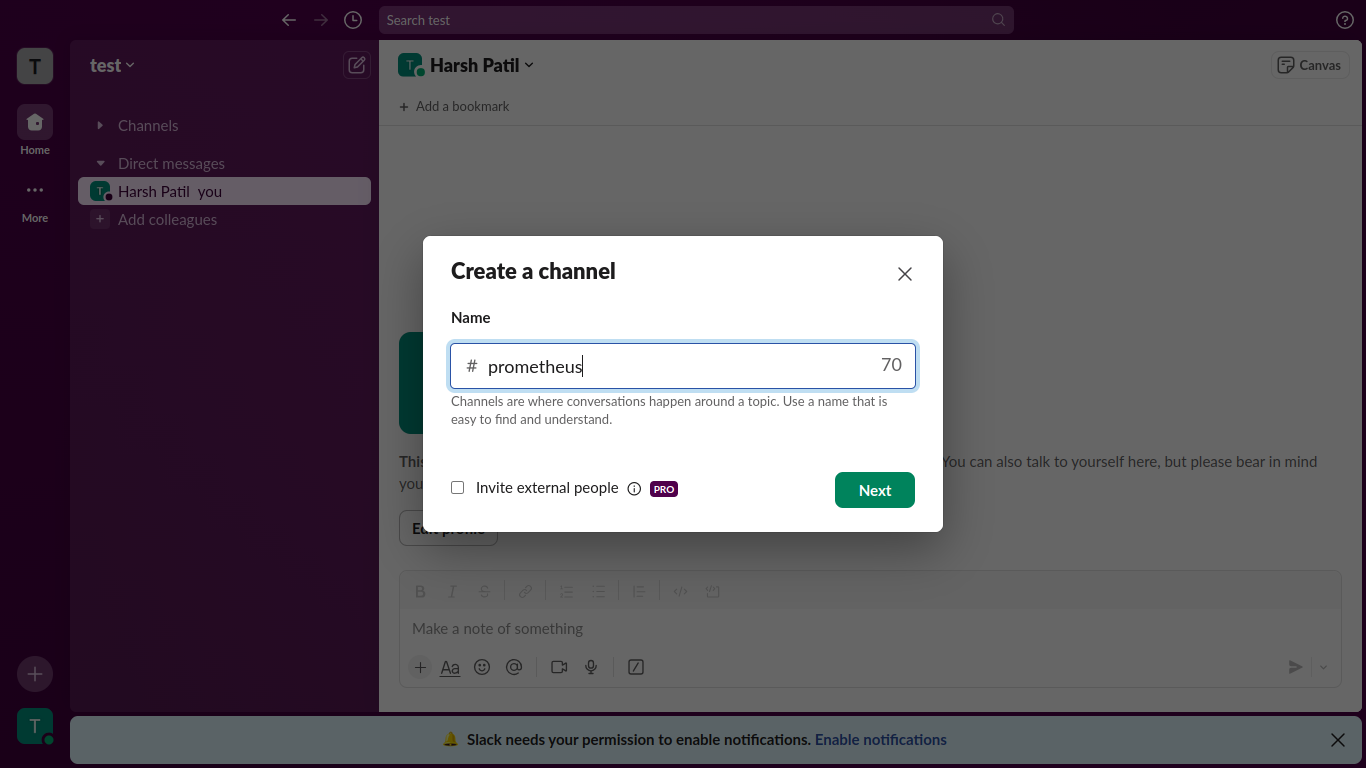 Search test
T
test
Harsh Patil
Canvas
Add a bookmark
Home
Channels
Direct messages
T Harsh Patil you
More
Add colleagues
Create a channel
Name
# prometheus 70
Channels are where conversations happen around a topic. Use a name that is
easy to find and understand.
This
You can also talk to yourself here, but please bear in mind
you
Invite external people PRO
Next
Edit profile
Make a note of something
Aa
T
Slack needs your permission to enable notifications. Enable notifications